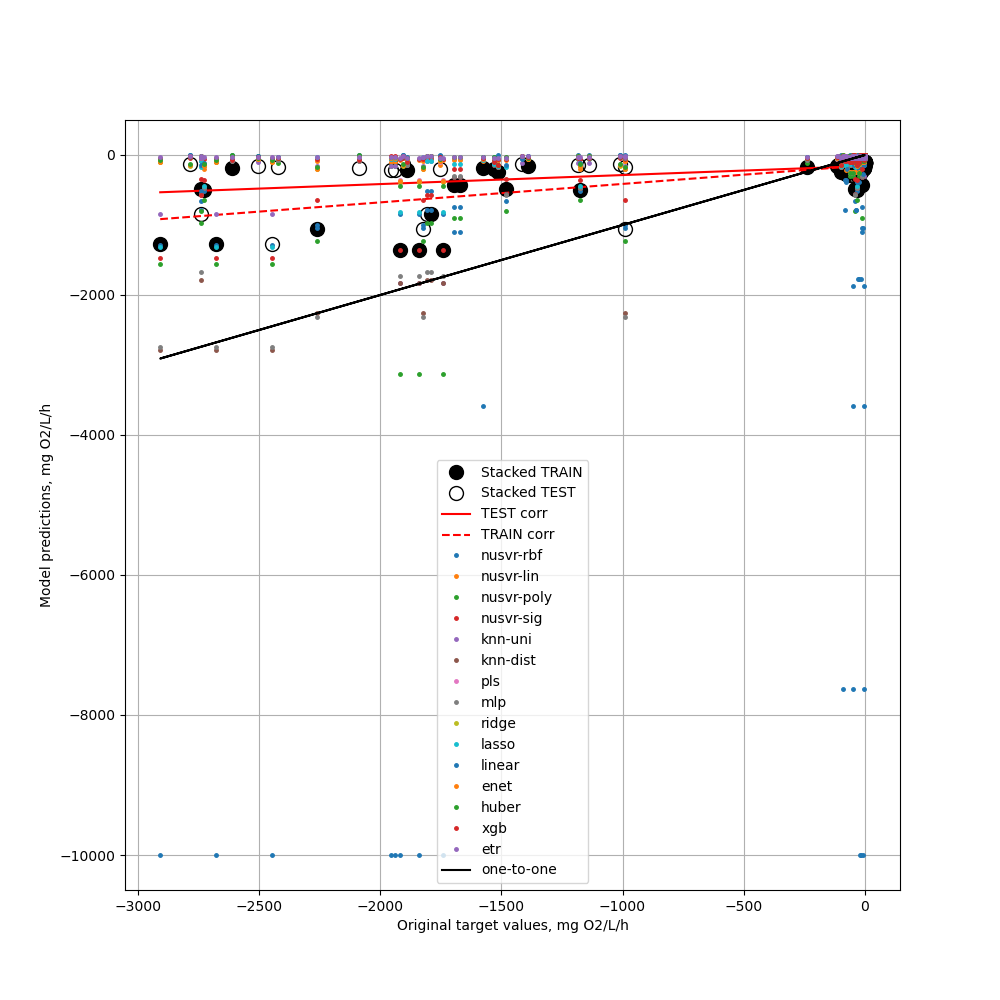 0
−2000
−4000
−6000
−8000
−10000
Model predictions, mg O2/L/h
Stacked TRAIN
Stacked TEST
TEST corr
TRAIN corr
nusvr-rbf
nusvr-lin
nusvr-poly
nusvr-sig
knn-uni
knn-dist
pls
mlp
ridge
lasso
linear
enet
huber
xgb
etr
one-to-one
−3000 −2500 −2000 −1500 −1000 −500 0
Original target values, mg O2/L/h